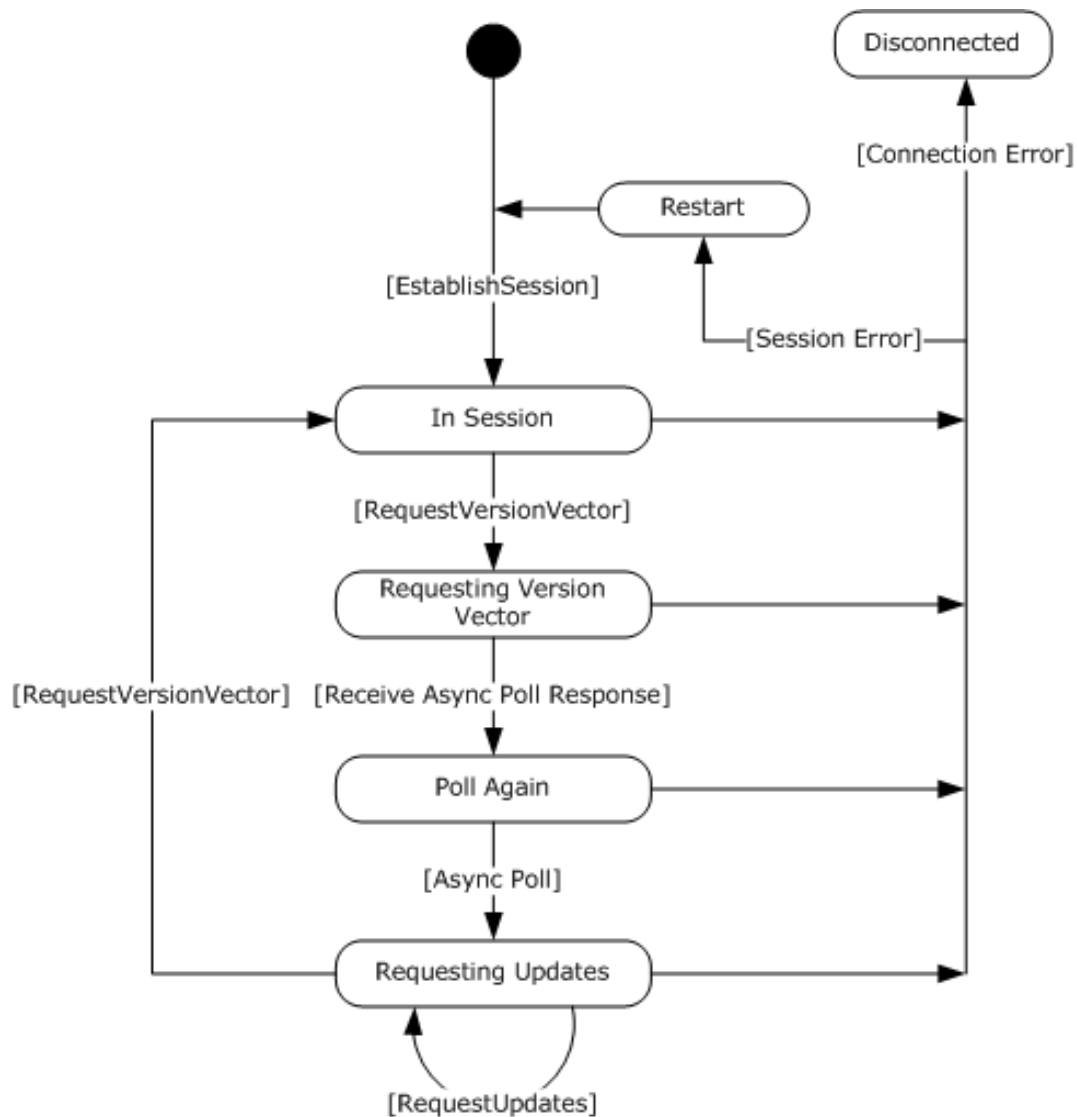 Disconnected
[Connection Error]
Restart
[EstablishSession]
[Session Error]
In Session
[RequestVersionVector]
Requesting Version
Vector
[RequestVersionVector]
[Receive Async Poll Response]
Poll Again
[Async Poll]
Requesting Updates
[RequestUpdates]